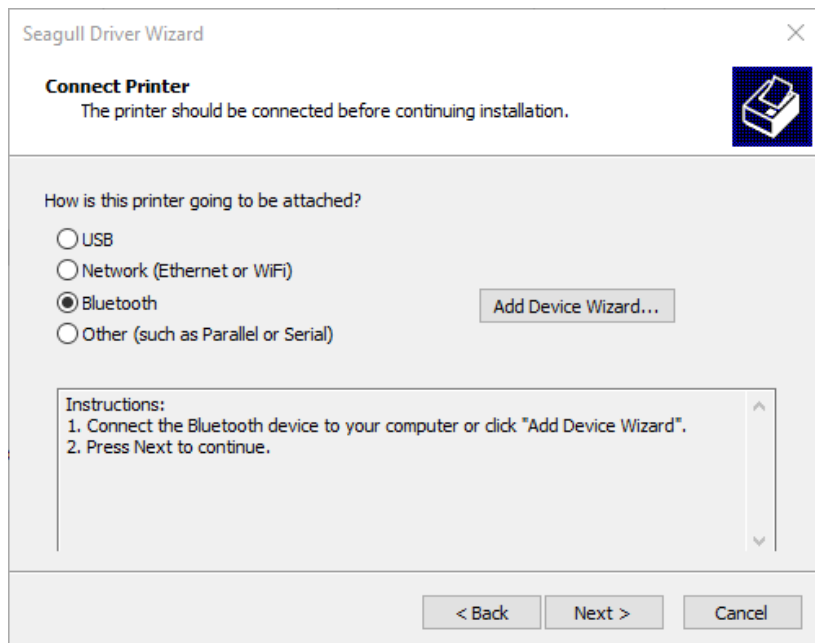 Seagull Driver Wizard
Connect Printer
The printer should be connected before continuing installation.
How is this printer going to be attached?
USB
Network (Ethernet or WiFi)
Bluetooth
Add Device Wizard...
Other (such as Parallel or Serial)
Instructions:
1. Connect the Bluetooth device to your computer or click "Add Device Wizard".
2. Press Next to continue.
< Back
Next >
Cancel